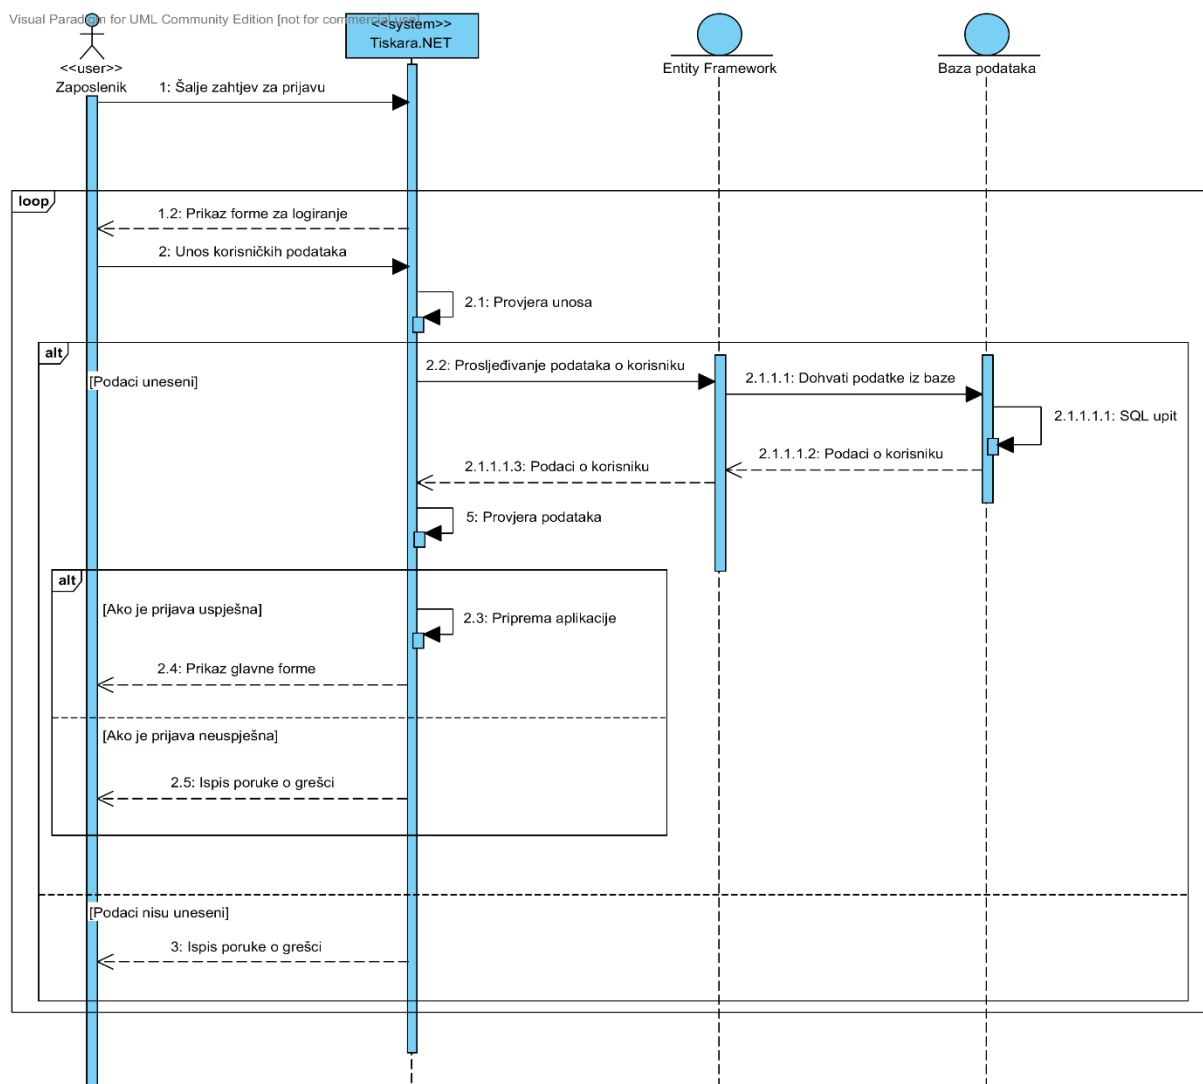 Visual Paradigm for UML Community Edition [not for commercial use]
<<system>>
Tiskara.NET
<<user>>
Zaposlenik
Entity Framework
Baza podataka
1: Šalje zahtjev za prijavu
loop
1.2: Prikaz forme za logiranje
2: Unos korisničkih podataka
2.1: Provjera unosa
alt
[Podaci uneseni]
2.2: Prosljeđivanje podataka o korisniku
2.1.1.1: Dohvati podatke iz baze
2.1.1.1.1: SQL upit
2.1.1.1.2: Podaci o korisniku
2.1.1.1.3: Podaci o korisniku
5: Provjera podataka
alt
[Ako je prijava uspješna]
2.3: Priprema aplikacije
2.4: Prikaz glavne forme
[Ako je prijava neuspješna]
2.5: Ispis poruke o grešci
[Podaci nisu uneseni]
3: Ispis poruke o grešci